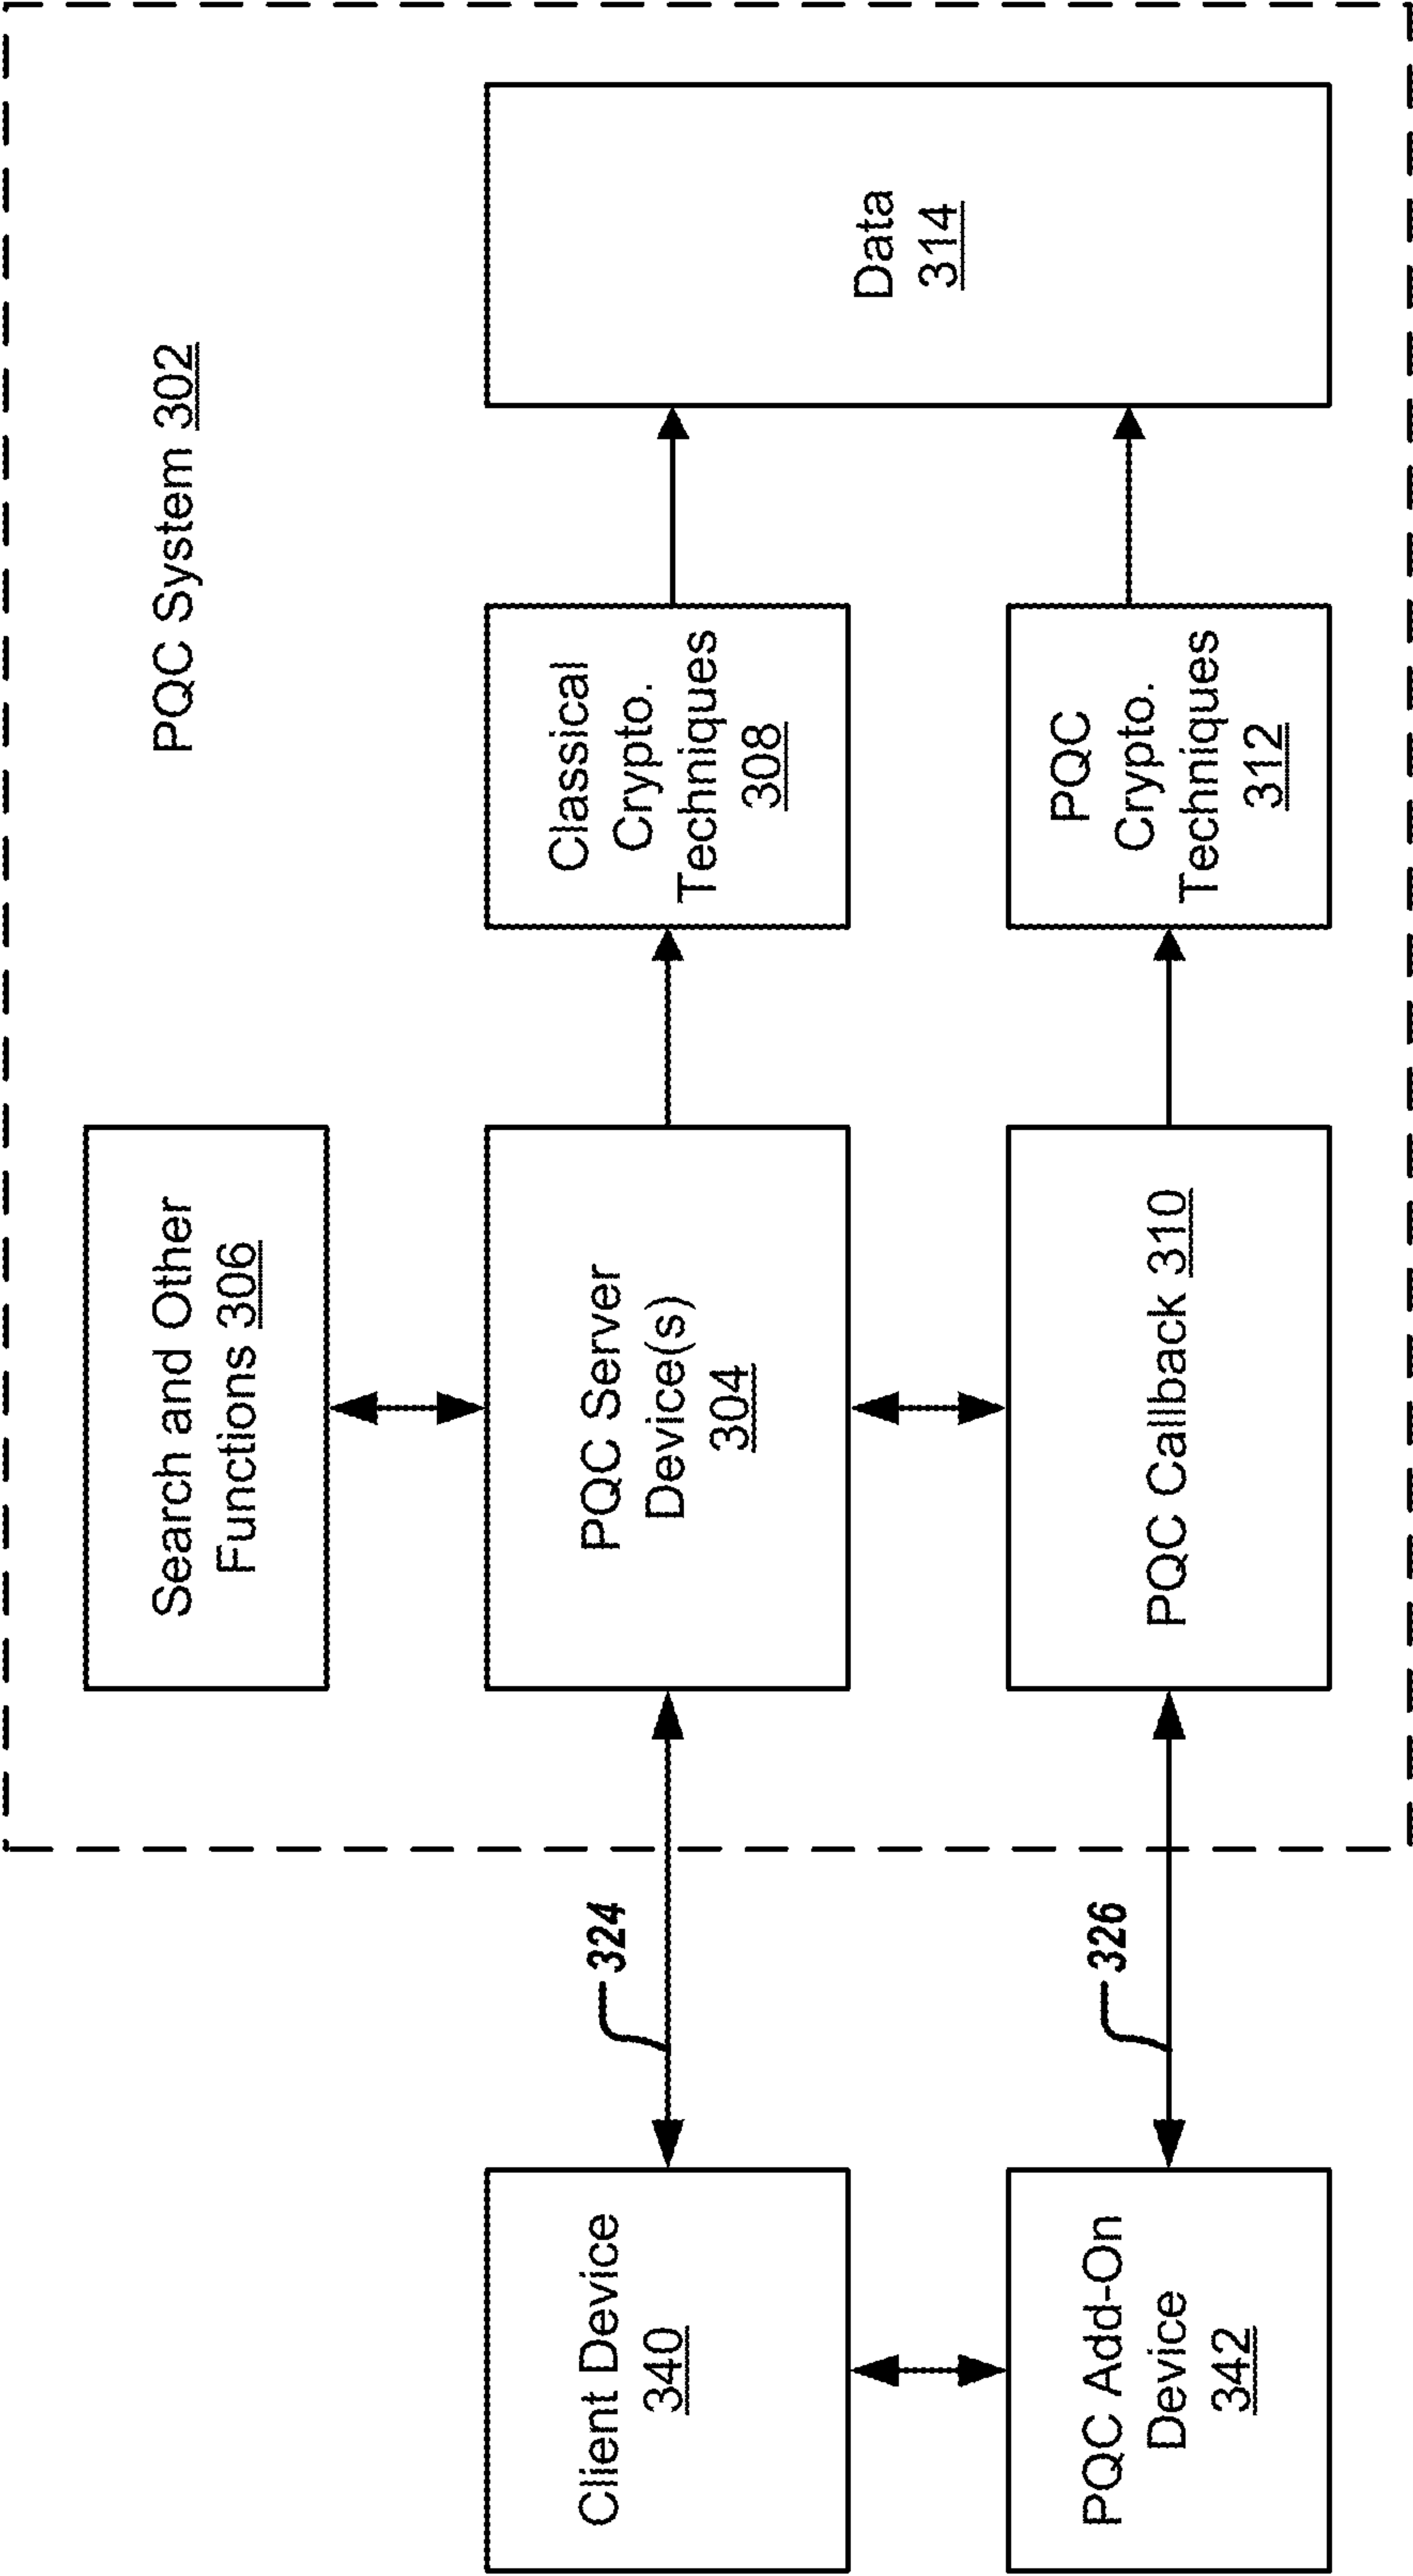 PQC System 302
Search and Other
Functions 306
Client Device
340
324
PQC Server
Device(s)
304
Classical
Crypto.
Techniques
308
Data
314
PQC Add-On
Device
342
326
PQC Callback 310
PQC
Crypto.
Techniques
312